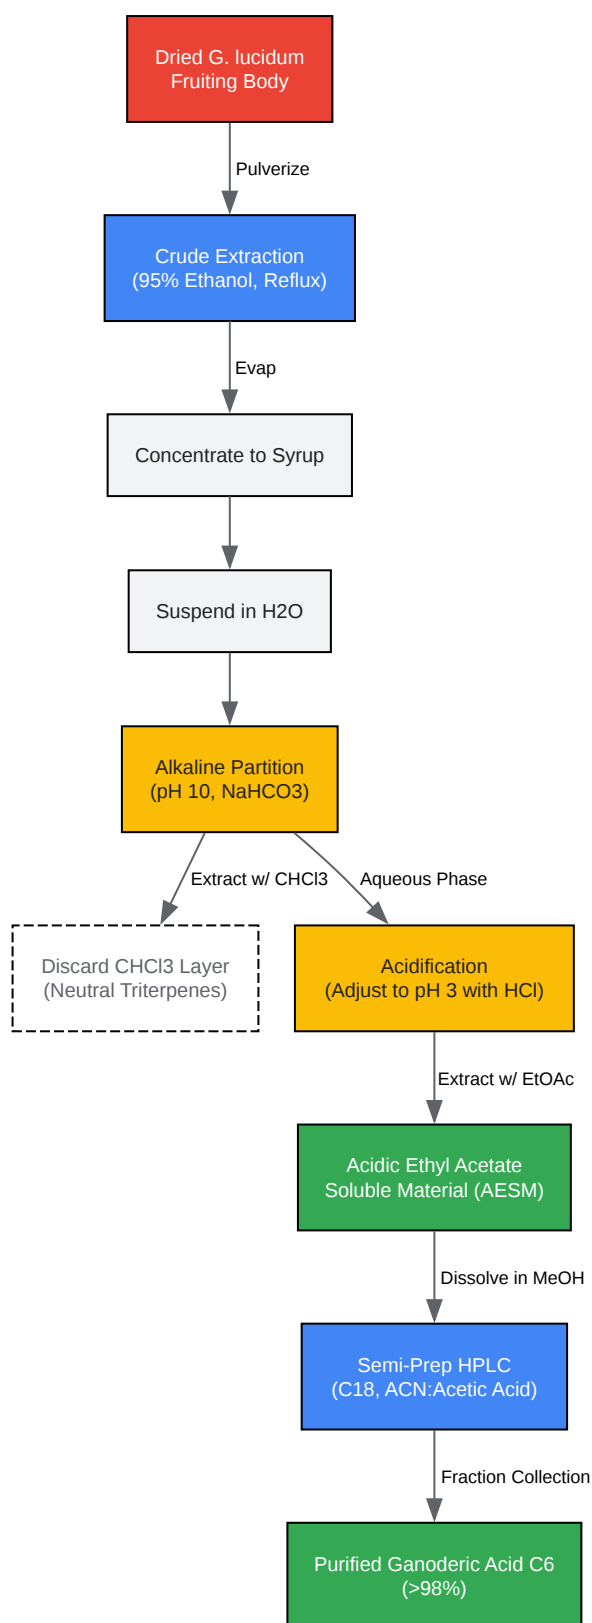 Dried G. lucidum
Fruiting Body
Pulverize
Crude Extraction
(95% Ethanol, Reflux)
Evap
Concentrate to Syrup
Suspend in H2O
Alkaline Partition
(pH 10, NaHCO3)
Extract w/ CHCl3
Aqueous Phase
Discard CHCl3 Layer
(Neutral Triterpenes)
Acidification
(Adjust to pH 3 with HCl)
Extract w/ EtOAc
Acidic Ethyl Acetate
Soluble Material (AESM)
Dissolve in MeOH
Semi-Prep HPLC
(C18, ACN:Acetic Acid)
Fraction Collection
Purified Ganoderic Acid C6
(>98%)